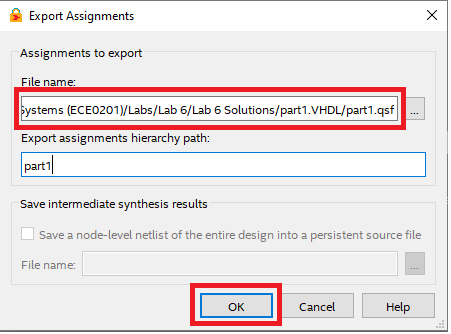 Export Assignments
Assignments to export
File name:
Systems (ECE0201)/Labs/Lab 6/Lab 6 Solutions/part1.VHDL/part1.qsf
...
Export assignments hierarchy path:
part1
Save intermediate synthesis results
Save a node-level netlist of the entire design into a persistent source file
File name:
...
OK
Cancel
Help